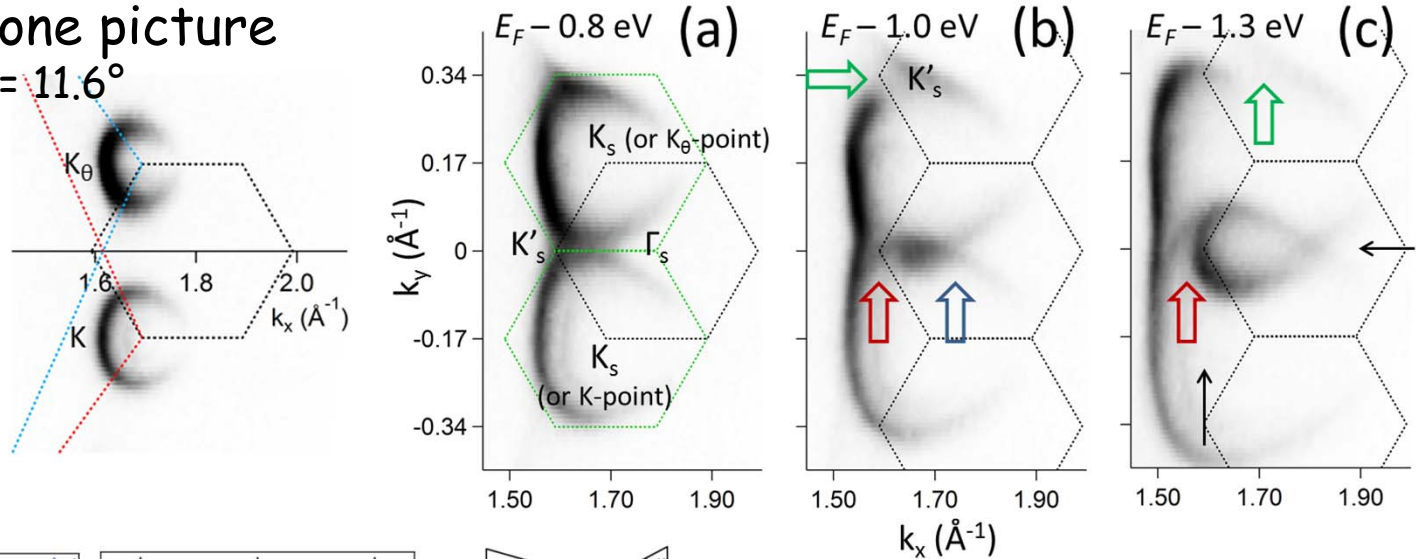 one picture
= 11.6°
Kθ
K
1.6
1.8
2.0
kx (Å-1)
EF – 0.8 eV
(a)
0.34
0.17
0
-0.17
-0.34
ky (Å-1)
Ks (or Kθ-point)
K's
Γs
Ks
(or K-point)
1.50
1.70
1.90
EF – 1.0 eV
(b)
K's
1.50
1.70
1.90
kx (Å-1)
EF – 1.3 eV
(c)
1.50
1.70
1.90